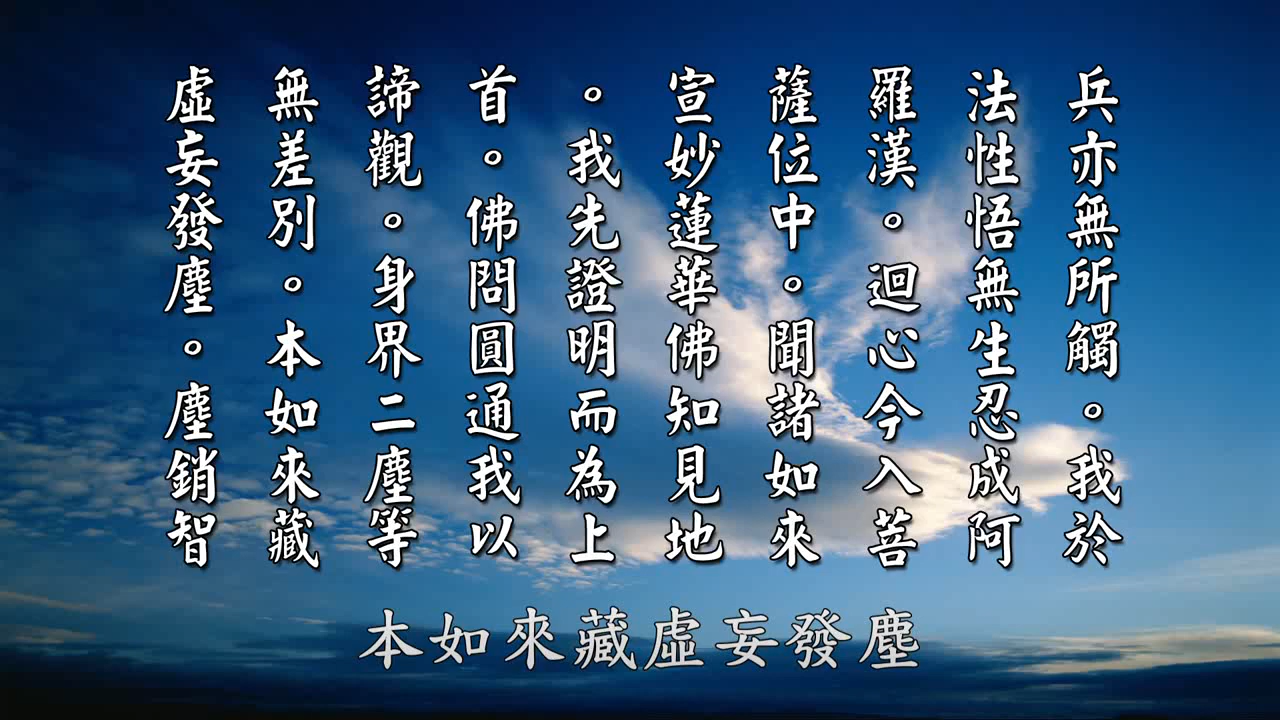 兵亦無所觸。我於
法性悟無生忍成阿
羅漢。迴心今入菩
薩位中。聞諸如來
宣妙蓮華佛知見地
。我先證明而為上
首。佛問圓通我以
諦觀。身界二塵等
無差別。本如來藏
虛妄發塵。塵銷智
本如來藏虛妄發塵